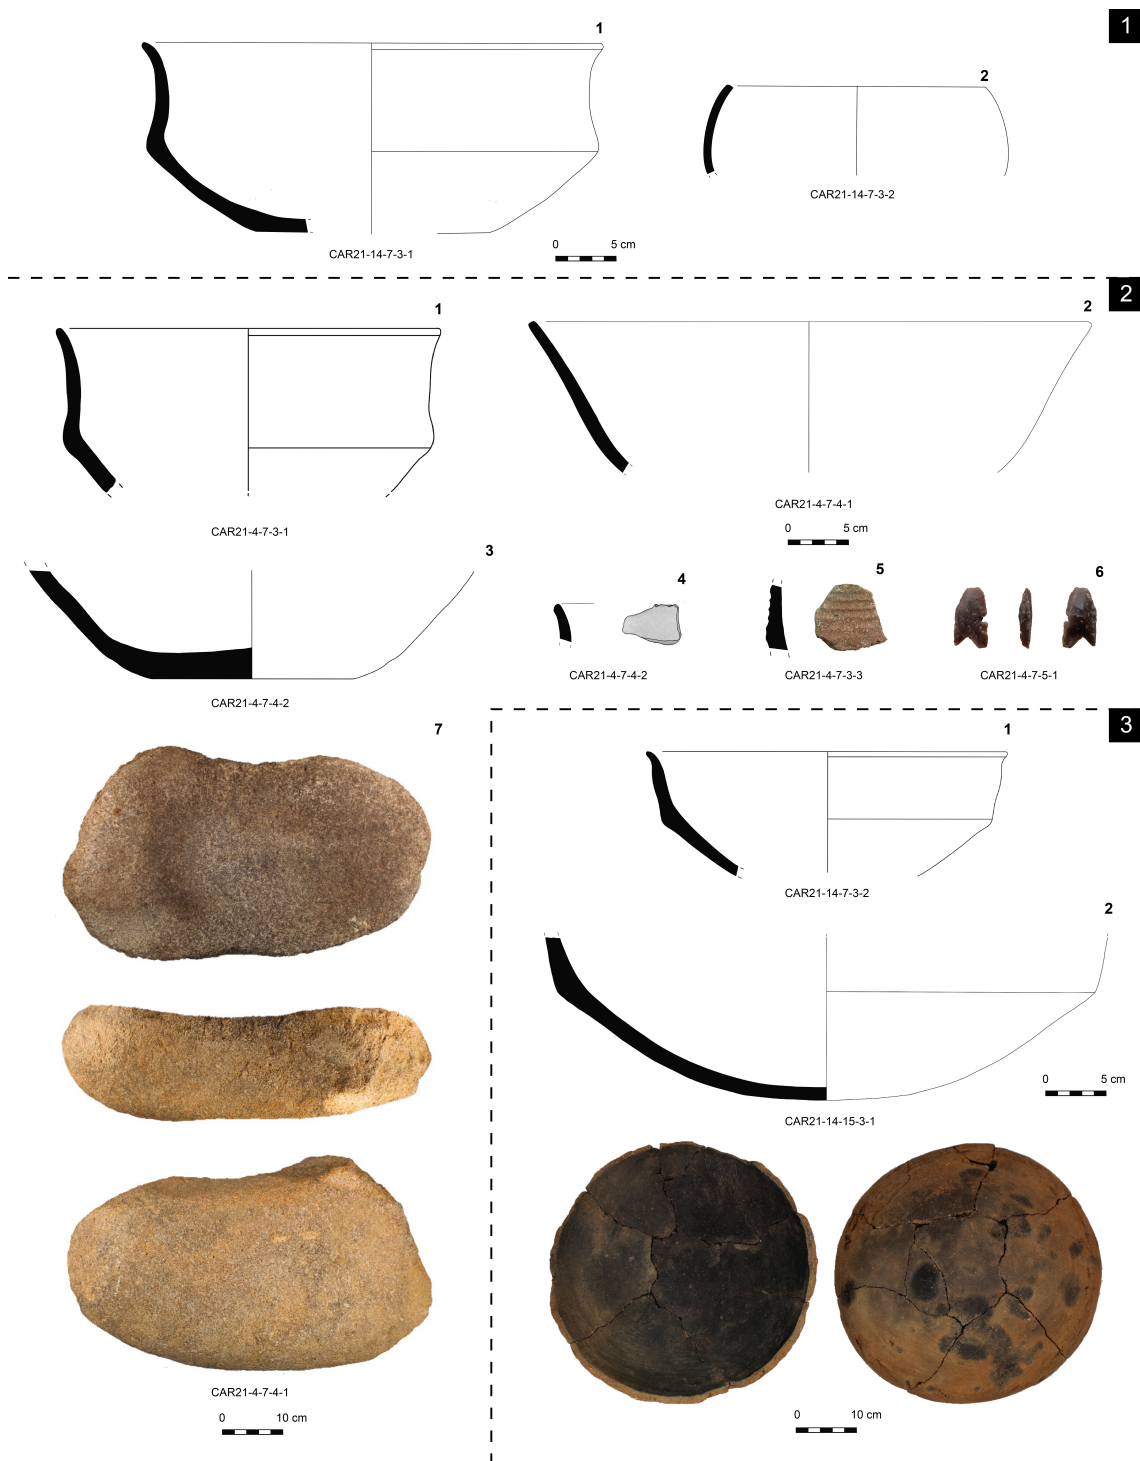 1
1
2
CAR21-14-7-3-2
CAR21-14-7-3-1
0 5 cm
2
1
2
CAR21-4-7-3-1
CAR21-4-7-4-1
0 5 cm
3
4
5
6
CAR21-4-7-4-2
CAR21-4-7-3-3
CAR21-4-7-5-1
CAR21-4-7-4-2
7
3
1
CAR21-14-7-3-2
2
0 5 cm
CAR21-14-15-3-1
CAR21-4-7-4-1
0 10 cm
0 10 cm